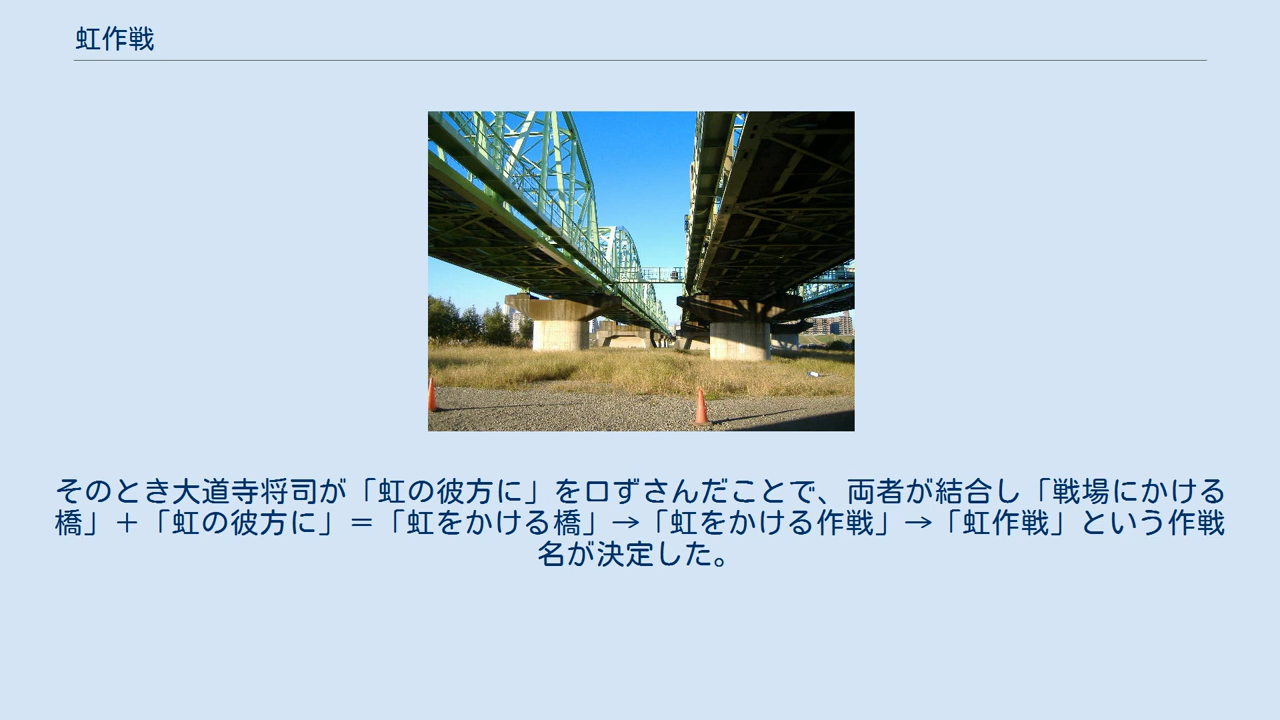 虹作戦
そのとき大道寺将司が「虹の彼方に」を口ずさんだことで、両者が結合し「戦場にかける
橋」＋「虹の彼方に」＝「虹をかける橋」→「虹をかける作戦」→「虹作戦」という作戦
名が決定した。